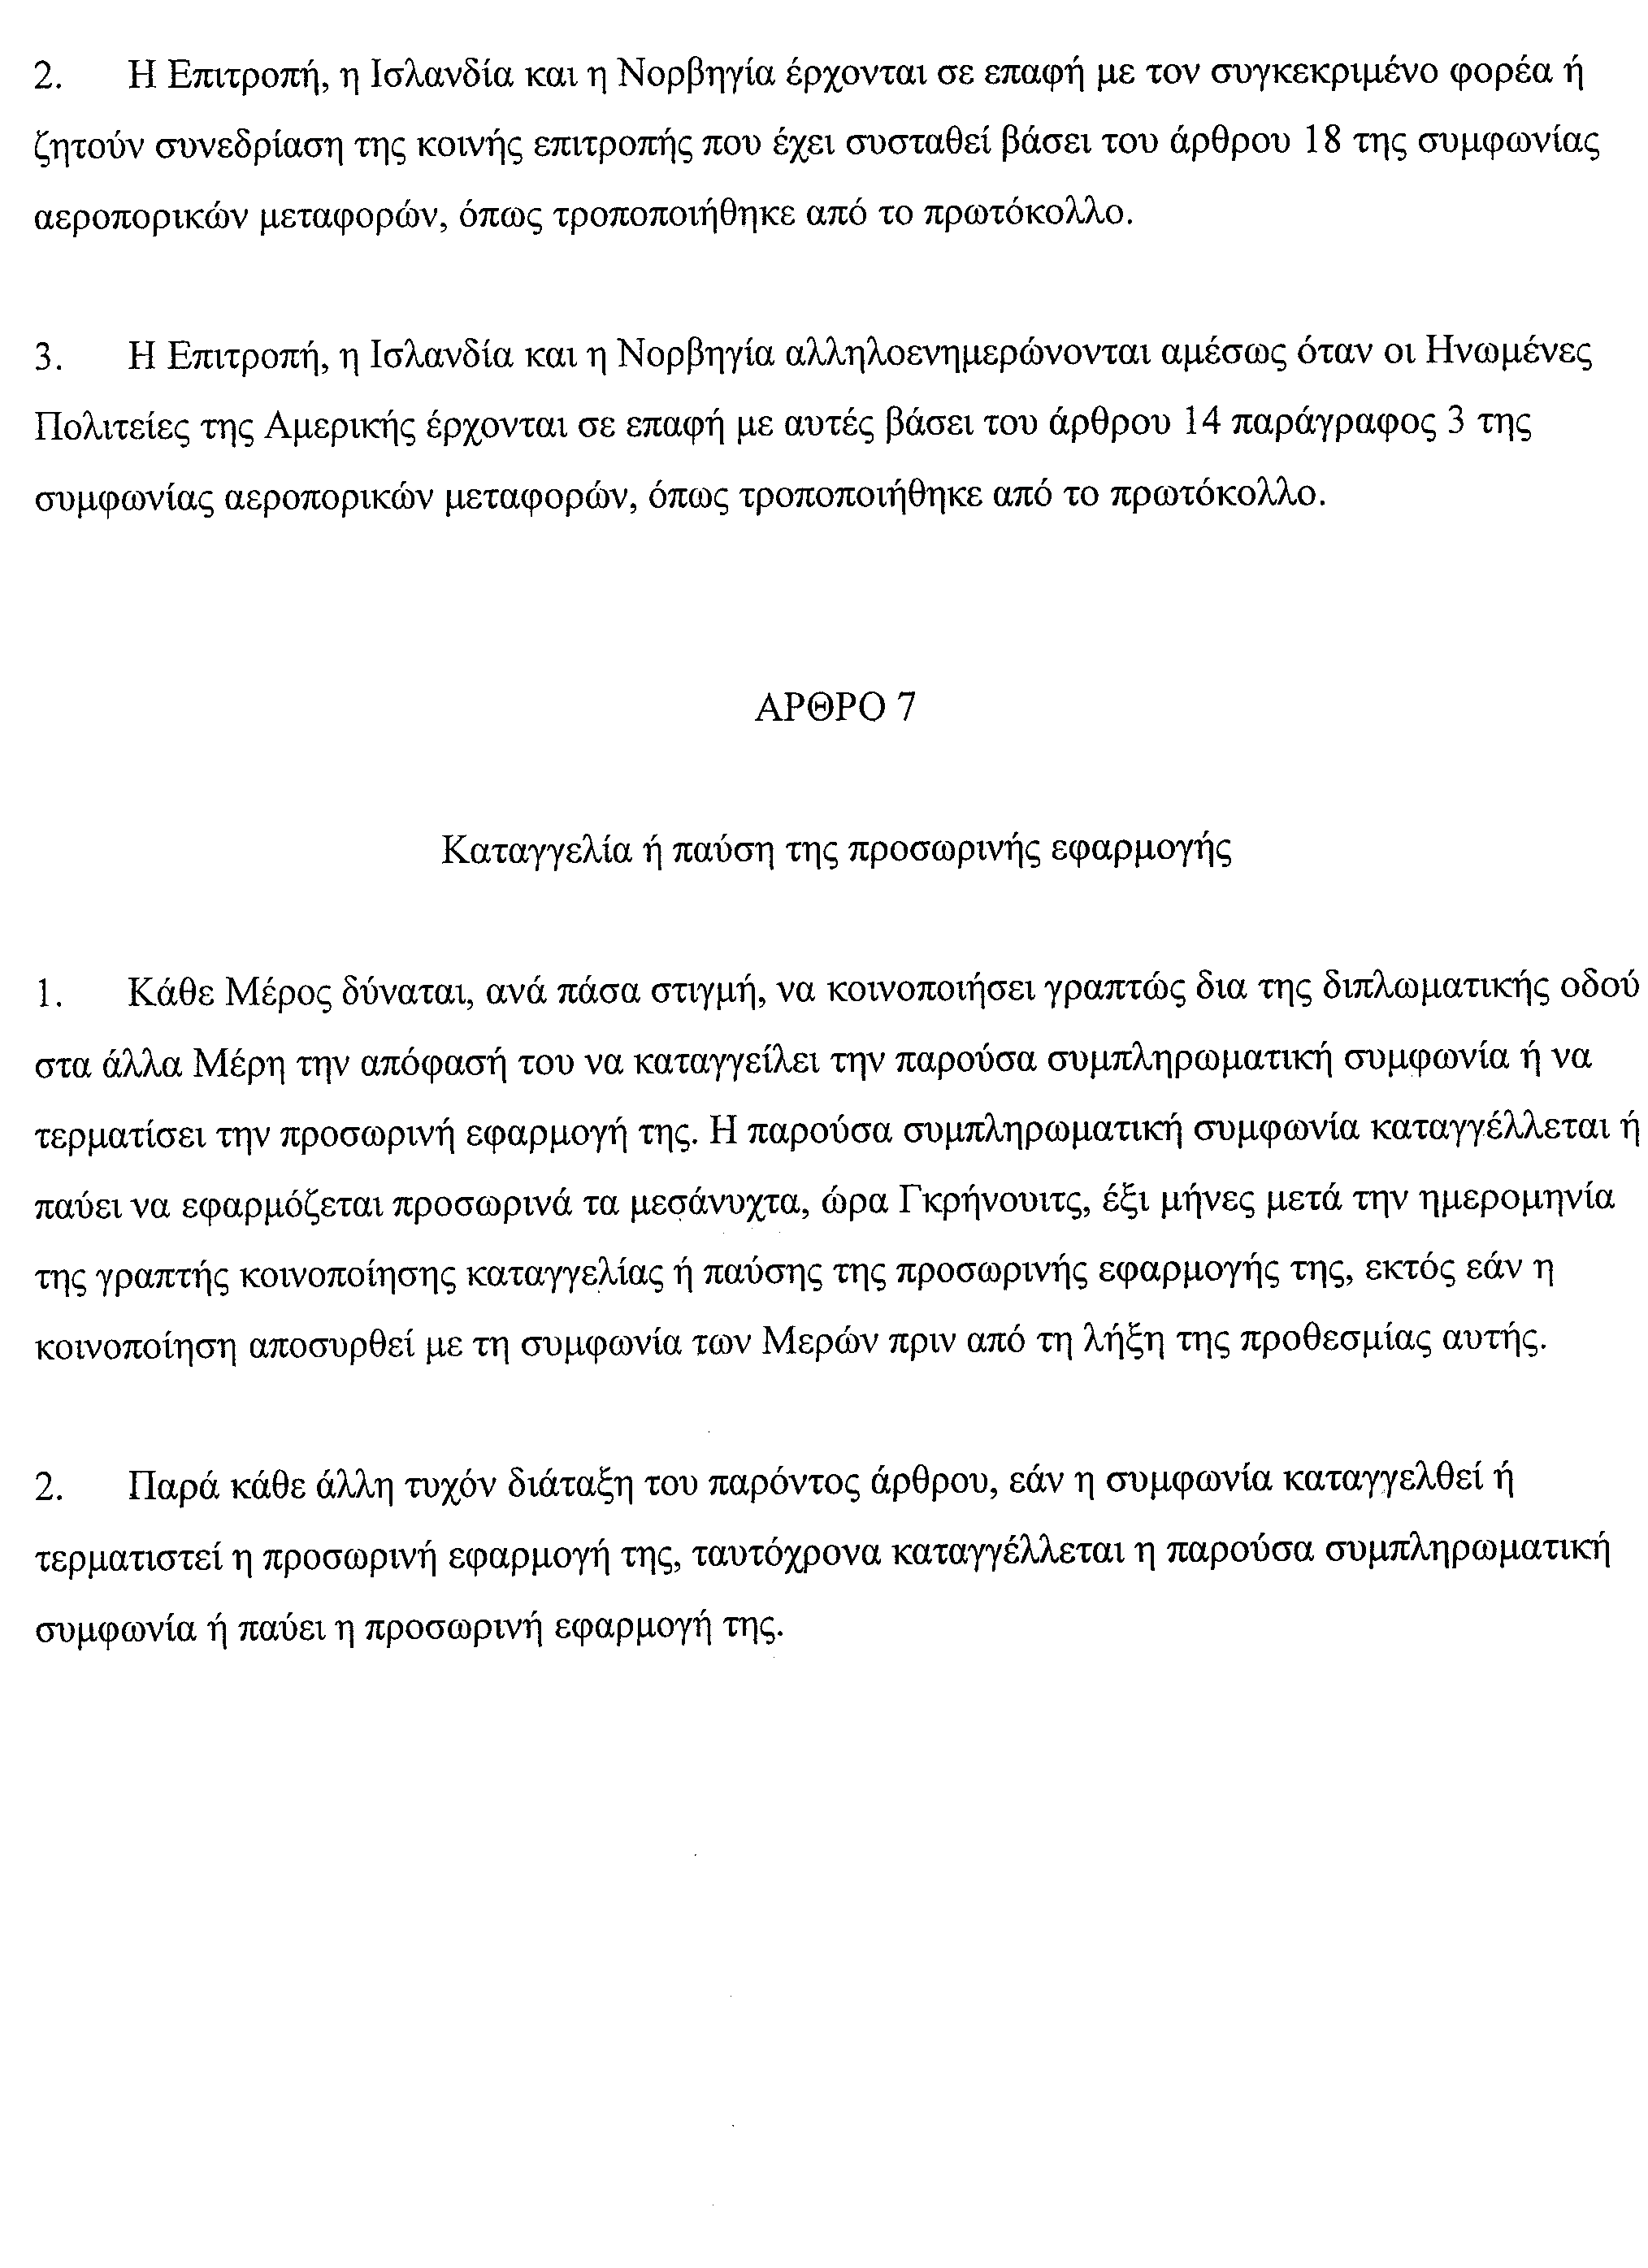 2. Η Επιτροπή, η Ισλανδία και η Νορβηγία έρχονται σε επαφή με τον συγκεκριμένο φορέα ή
ζητούν συνεδρίαση της κοινής επιτροπής που έχει συσταθεί βάσει του άρθρου 18 της συμφωνίας
αεροπορικών μεταφορών, όπως τροποποιήθηκε από το πρωτόκολλο.
3. Η Επιτροπή, η Ισλανδία και η Νορβηγία αλληλοενημερώνονται αμέσως όταν οι Ηνωμένες
Πολιτείες της Αμερικής έρχονται σε επαφή με αυτές βάσει του άρθρου 14 παράγραφος 3 της
συμφωνίας αεροπορικών μεταφορών, όπως τροποποιήθηκε από το πρωτόκολλο.
ΑΡΘΡΟ 7
Καταγγελία ή παύση της προσωρινής εφαρμογής
1. Κάθε Μέρος δύναται, ανά πάσα στιγμή, να κοινοποιήσει γραπτώς δια της διπλωματικής οδού
στα άλλα Μέρη την απόφασή του να καταγγείλει την παρούσα συμπληρωματική συμφωνία ή να
τερματίσει την προσωρινή εφαρμογή της. Η παρούσα συμπληρωματική συμφωνία καταγγέλλεται ή
παύει να εφαρμόζεται προσωρινά τα μεσάνυχτα, ώρα Γκρήνουιτς, έξι μήνες μετά την ημερομηνία
της γραπτής κοινοποίησης καταγγελίας ή παύσης της προσωρινής εφαρμογής της, εκτός εάν η
κοινοποίηση αποσυρθεί με τη συμφωνία των Μερών πριν από τη λήξη της προθεσμίας αυτής.
2. Παρά κάθε άλλη τυχόν διάταξη του παρόντος άρθρου, εάν η συμφωνία καταγγελθεί ή
τερματιστεί η προσωρινή εφαρμογή της, ταυτόχρονα καταγγέλλεται η παρούσα συμπληρωματική
συμφωνία ή παύει η προσωρινή εφαρμογή της.